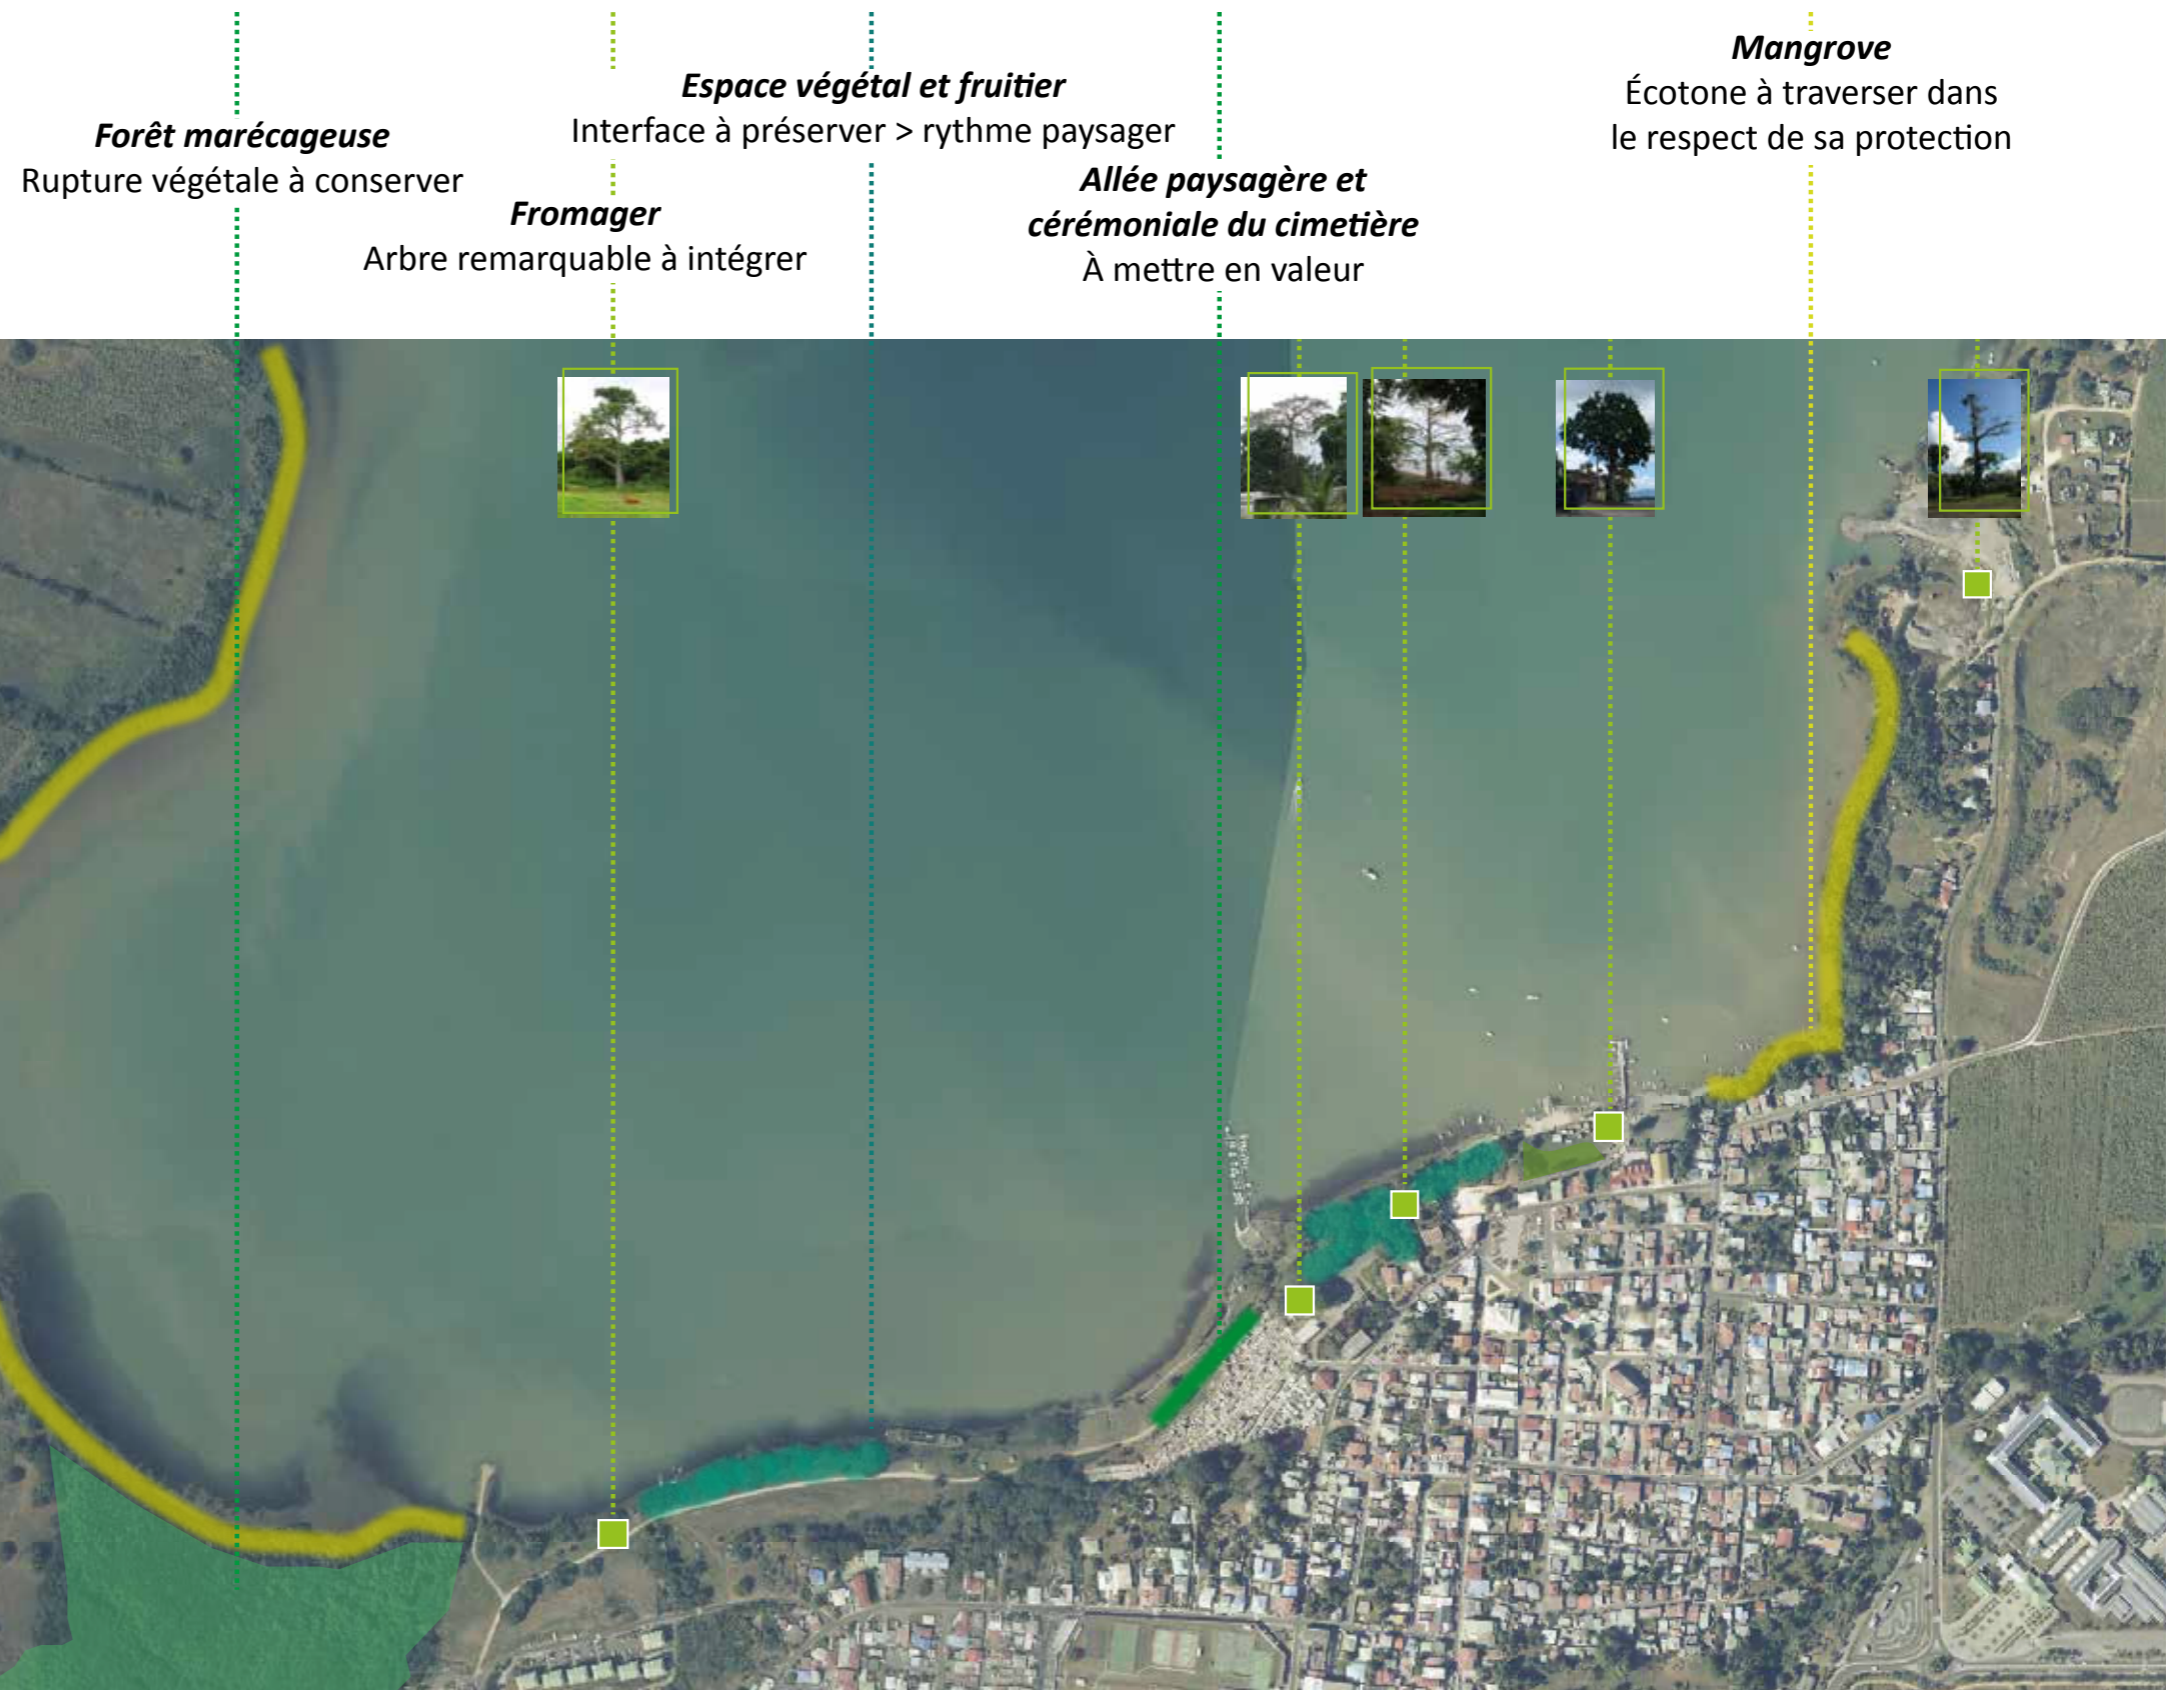 Forêt marécageuse
Rupture végétale à conserver
Fromager
Arbre remarquable à intégrer
Espace végétal et fruitier
Interface à préserver > rythme paysager
Allée paysagère et
cérémoniale du cimetière
À mettre en valeur
Mangrove
Écotone à traverser dans
le respect de sa protection